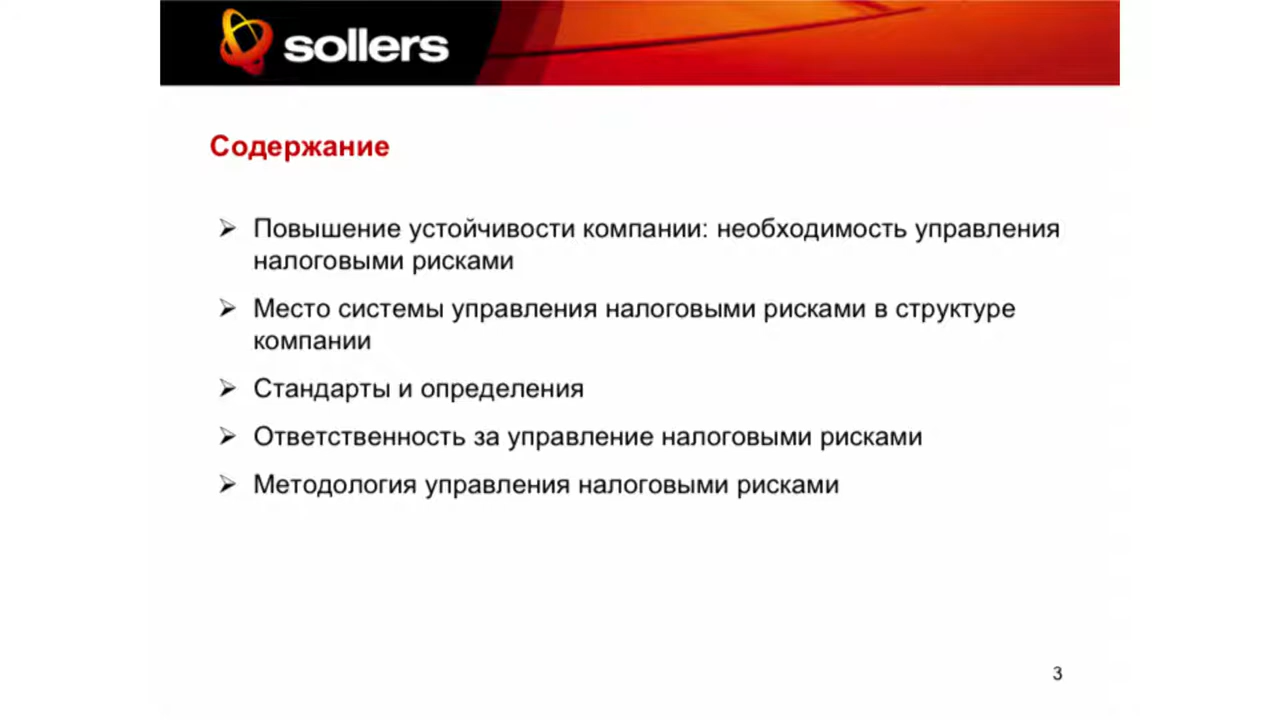 sollers
Содержание
➢ Повышение устойчивости компании: необходимость управления
налоговыми рисками
➢ Место системы управления налоговыми рисками в структуре
компании
➢ Стандарты и определения
➢ Ответственность за управление налоговыми рисками
➢ Методология управления налоговыми рисками
3